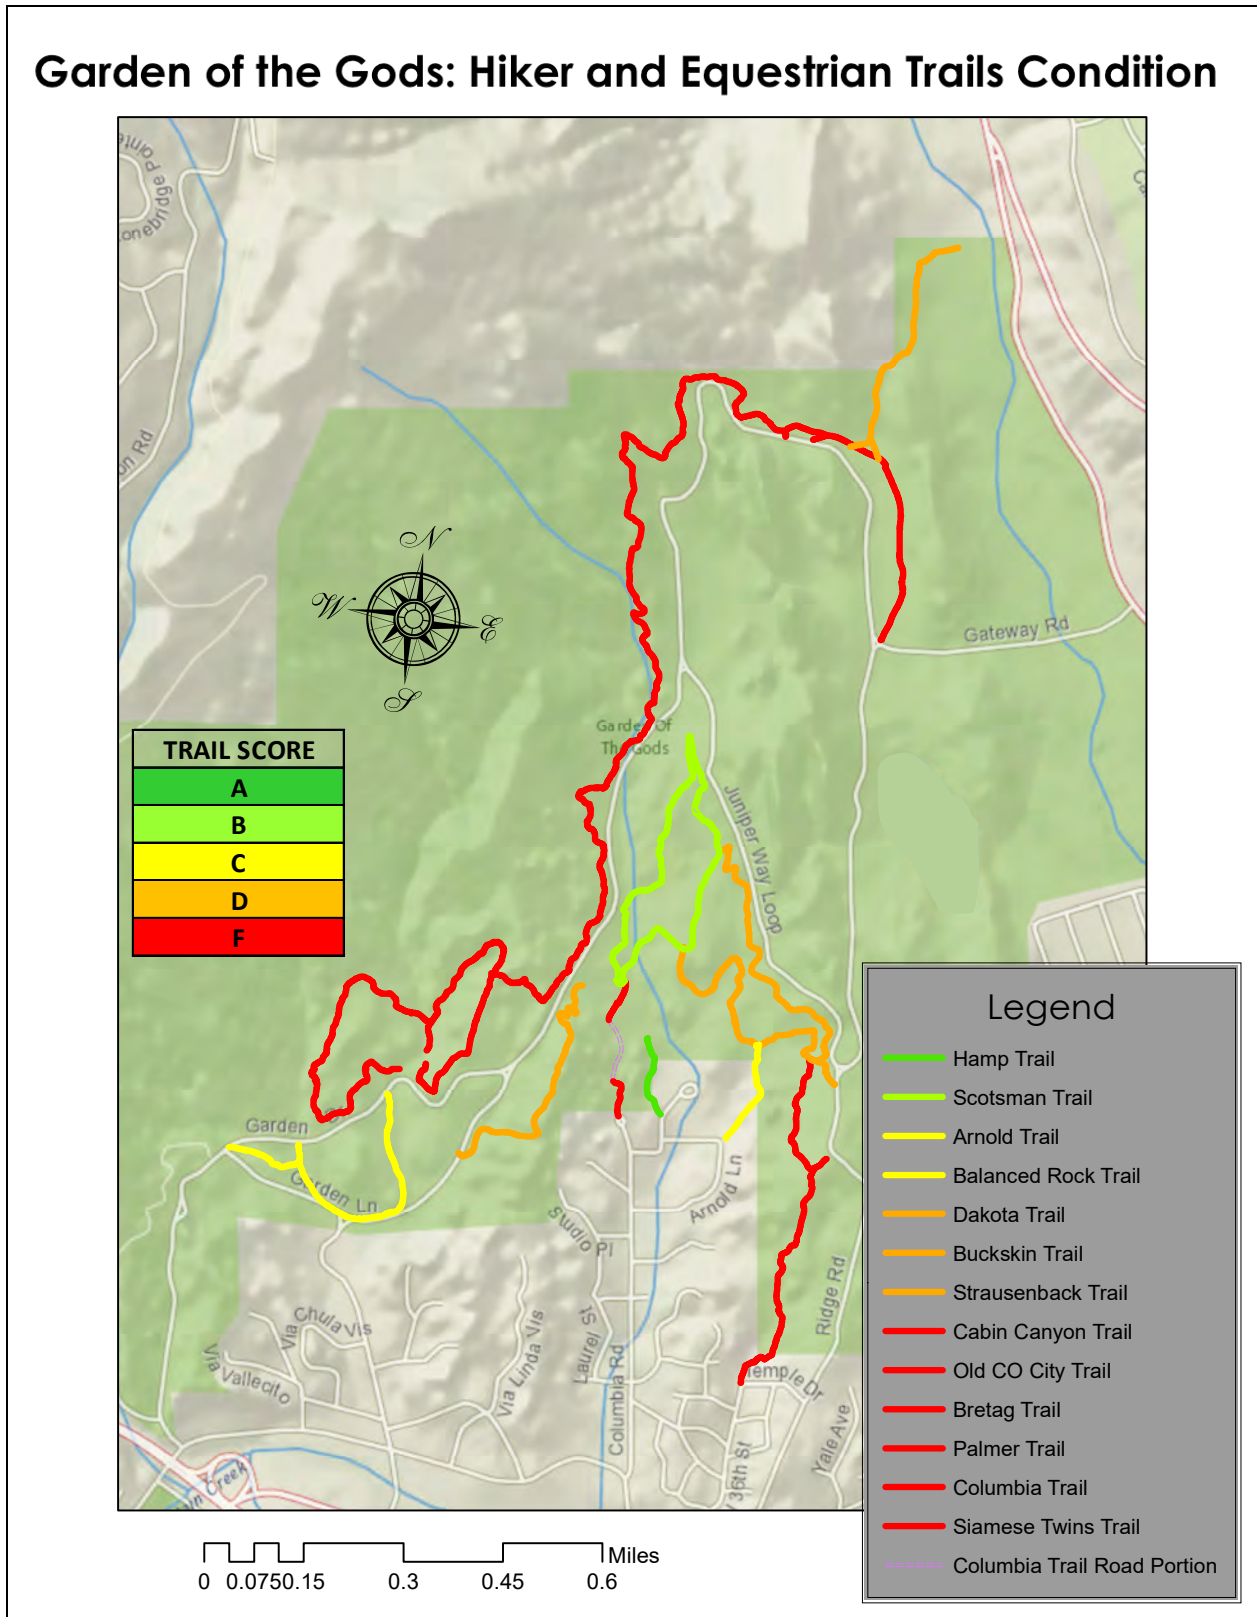 Garden of the Gods: Hiker and Equestrian Trails Condition
Gateway Rd
N
W
E
S
Garden Of
The Gods
TRAIL SCORE
A
B
C
D
F
Juniper Way Loop
Garden
Garden Ln
Arnold Ln
Studio Pl
Ridge Rd
Via
Chula Vis
Via Vallecito
Via Linda Vis
Laurel St
Columbia Rd
Temple Dr
36th St
Yale Ave
Creek
Legend
Hamp Trail
Scotsman Trail
Arnold Trail
Balanced Rock Trail
Dakota Trail
Buckskin Trail
Strausenback Trail
Cabin Canyon Trail
Old CO City Trail
Bretag Trail
Palmer Trail
Columbia Trail
Siamese Twins Trail
Columbia Trail Road Portion
Miles
0 0.075 0.15 0.3 0.45 0.6